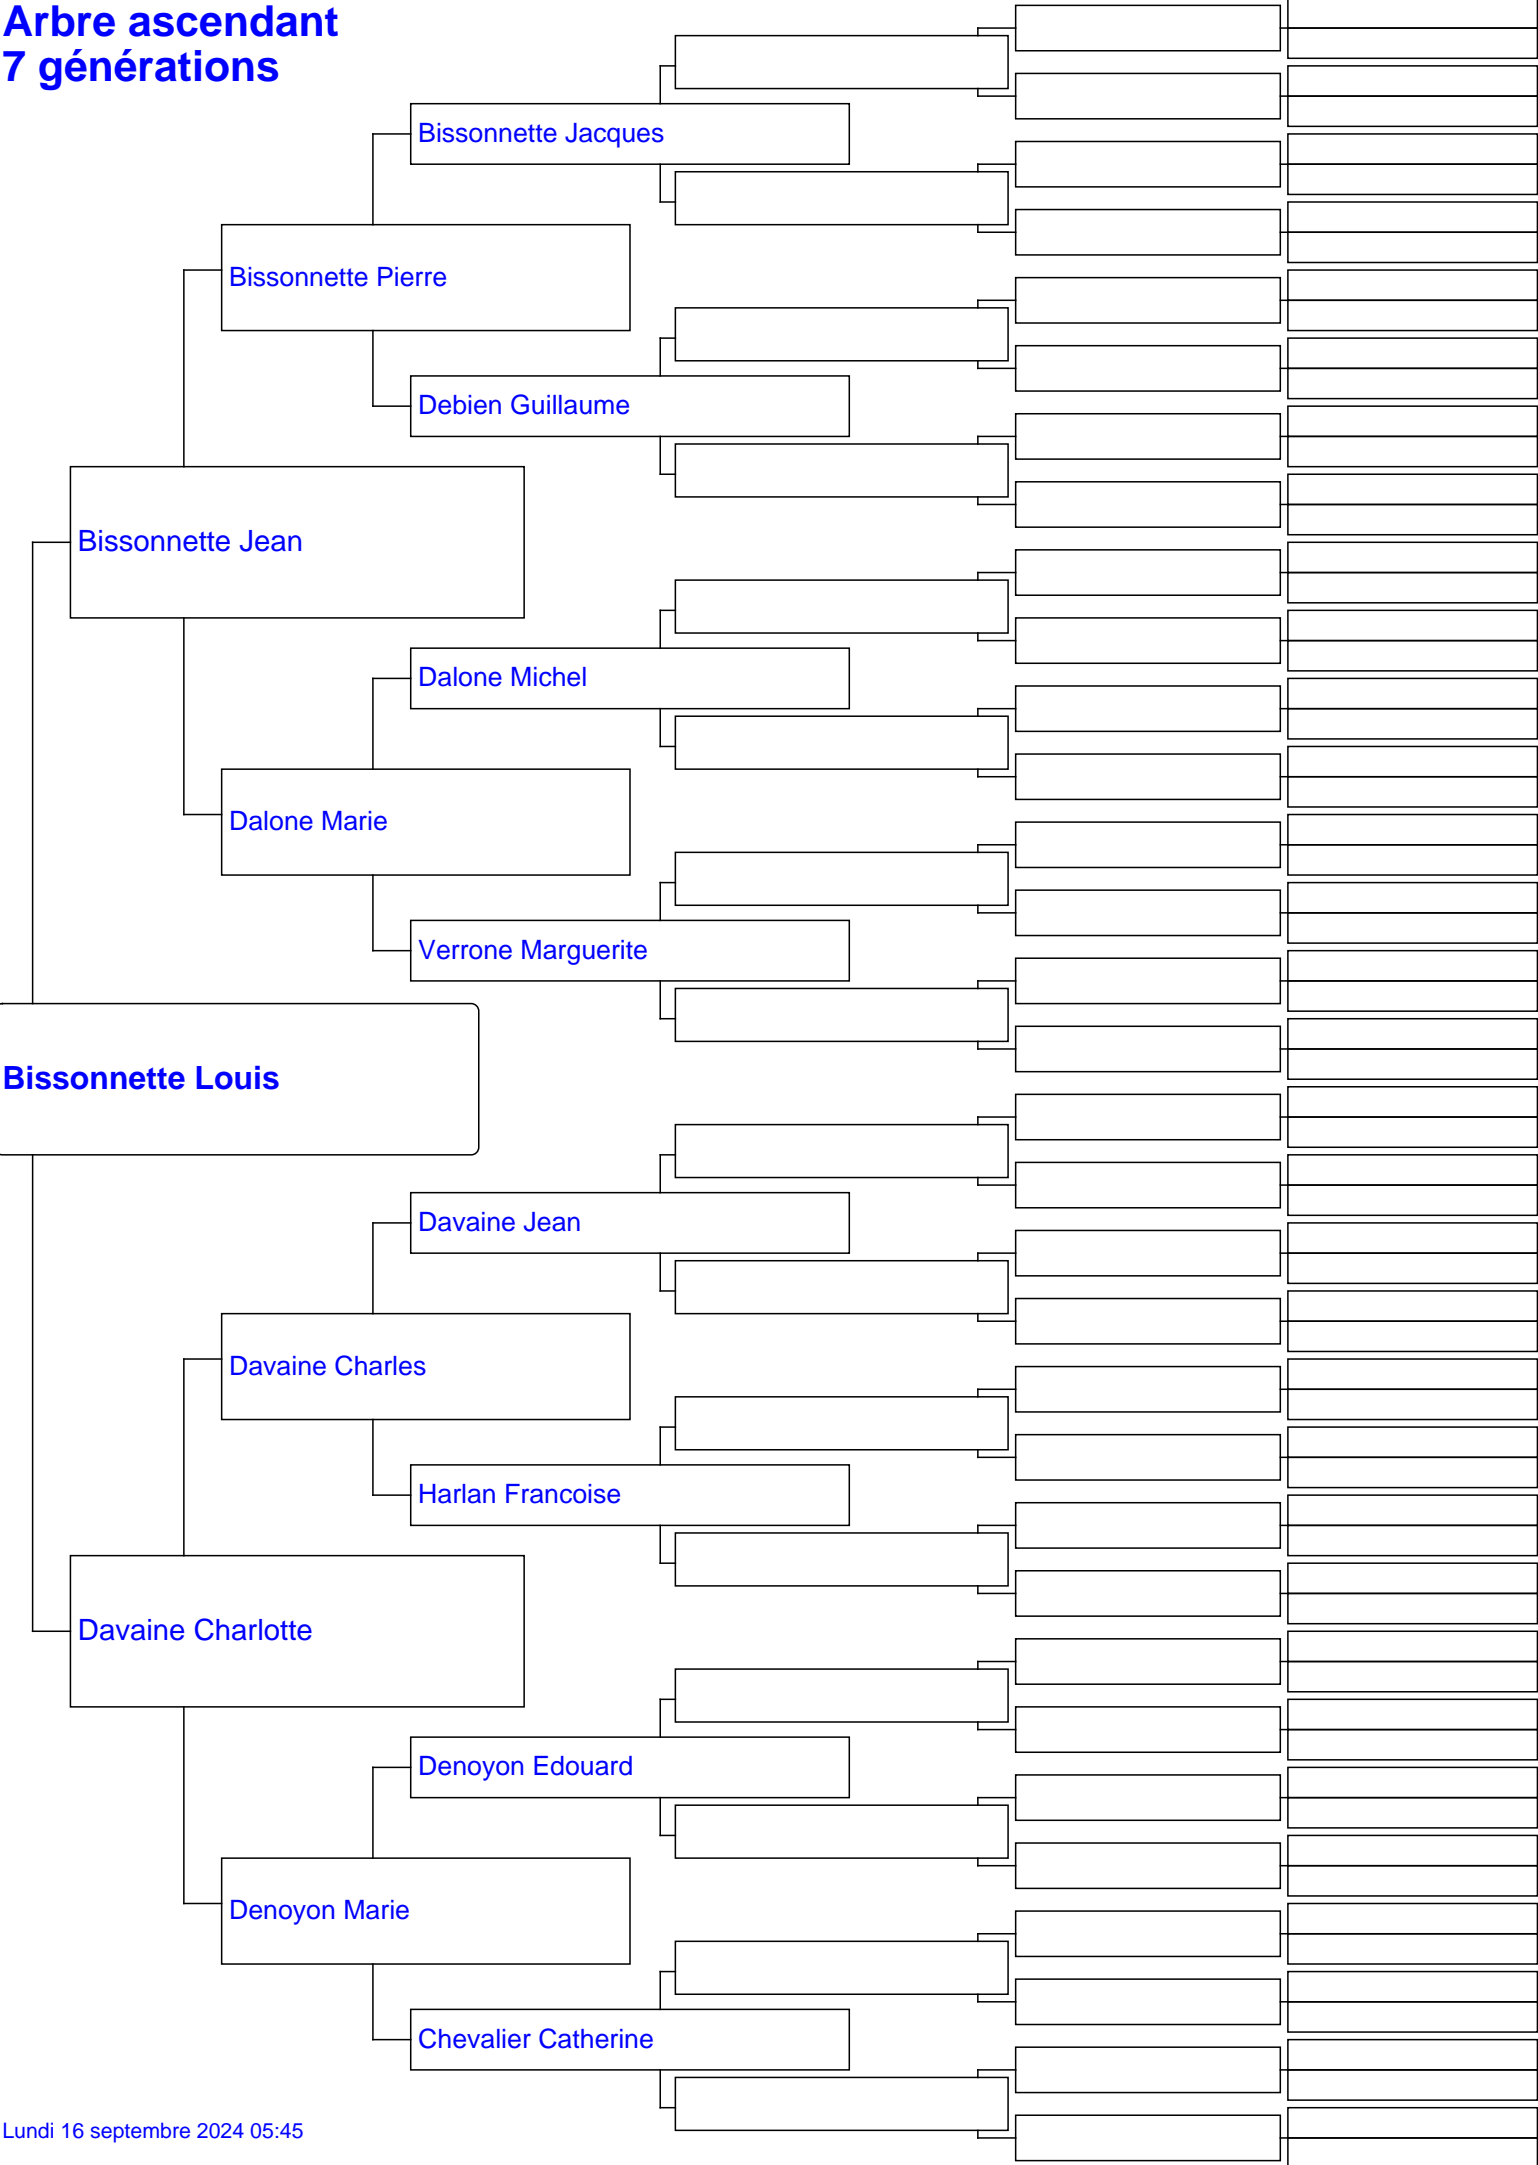 Arbre ascendant
7 générations
Bissonnette Jacques
Bissonnette Pierre
Debien Guillaume
Bissonnette Jean
Dalone Michel
Dalone Marie
Verrone Marguerite
Bissonnette Louis
Davaine Jean
Davaine Charles
Harlan Francoise
Davaine Charlotte
Denoyon Edouard
Denoyon Marie
Chevalier Catherine
Lundi 16 septembre 2024 05:45